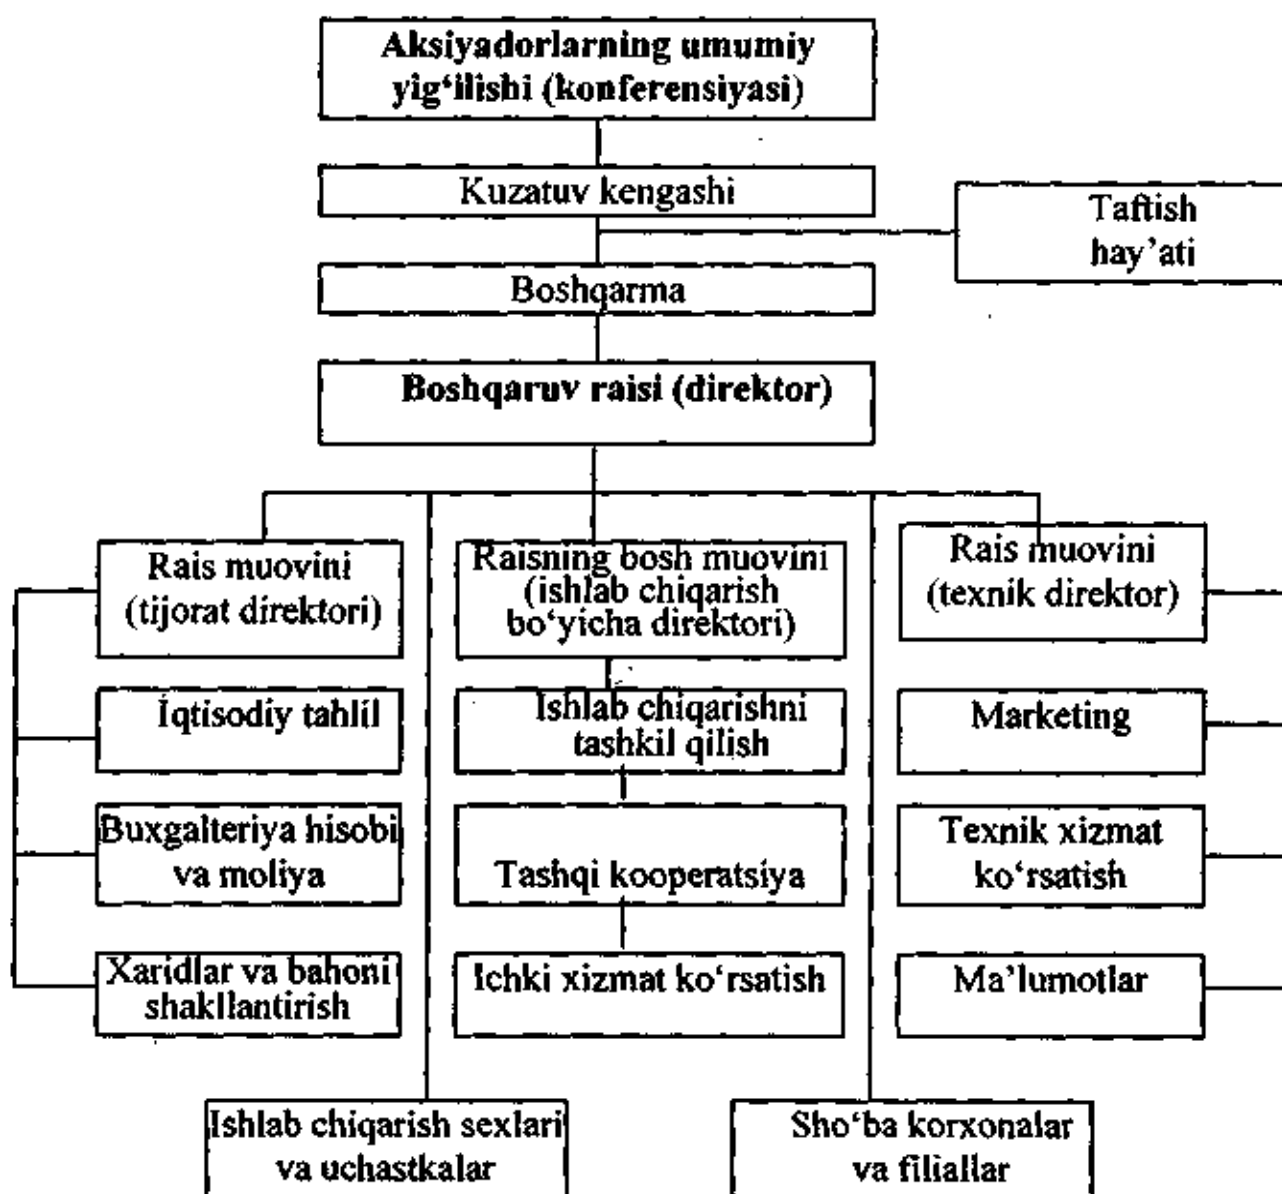 Aksiyadorlarning umumiy
yig‘ilishi (konferensiyasi)
Kuzatuv kengashi
Taftish
hay’ati
Boshqarma
Boshqaruv raisi (direktor)
Rais muovini
(tijorat direktori)
Raisning bosh muovini
(ishlab chiqarish
bo‘yicha direktori)
Rais muovini
(texnik direktor)
Iqtisodiy tahlil
Ishlab chiqarishni
tashkil qilish
Marketing
Buxgalteriya hisobi
va moliya
Tashqi kooperatsiya
Texnik xizmat
ko‘rsatish
Xaridlar va bahoni
shakllantirish
Ichki xizmat ko‘rsatish
Ma’lumotlar
Ishlab chiqarish sexlari
va uchastkalar
Sho‘ba korxonalar
va filiallar